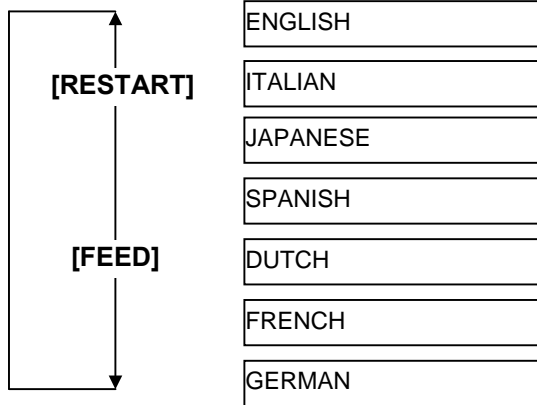 ENGLISH
[RESTART]
ITALIAN
JAPANESE
SPANISH
[FEED]
DUTCH
FRENCH
GERMAN